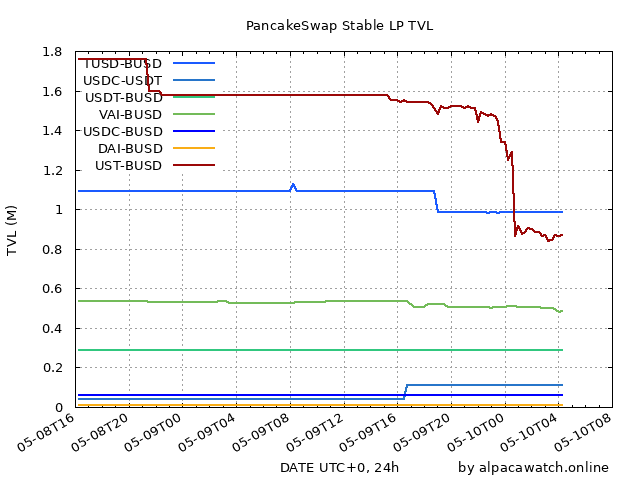 PancakeSwap Stable LP TVL
1.8
1.6
1.4
1.2
1
0.8
0.6
0.4
0.2
0
TVL (M)
TUSD-BUSD
USDC-USDT
USDT-BUSD
VAI-BUSD
USDC-BUSD
DAI-BUSD
UST-BUSD
05-08T16
05-08T20
05-09T00
05-09T04
05-09T08
05-09T12
05-09T16
05-09T20
05-10T00
05-10T04
05-10T08
DATE UTC+0, 24h
by alpacawatch.online